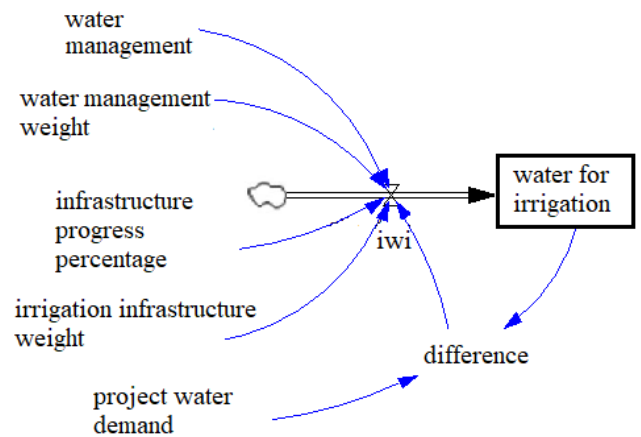 water
management
water management
weight
infrastructure
progress
percentage
irrigation infrastructure
weight
project water
demand
iwi
water for
irrigation
difference